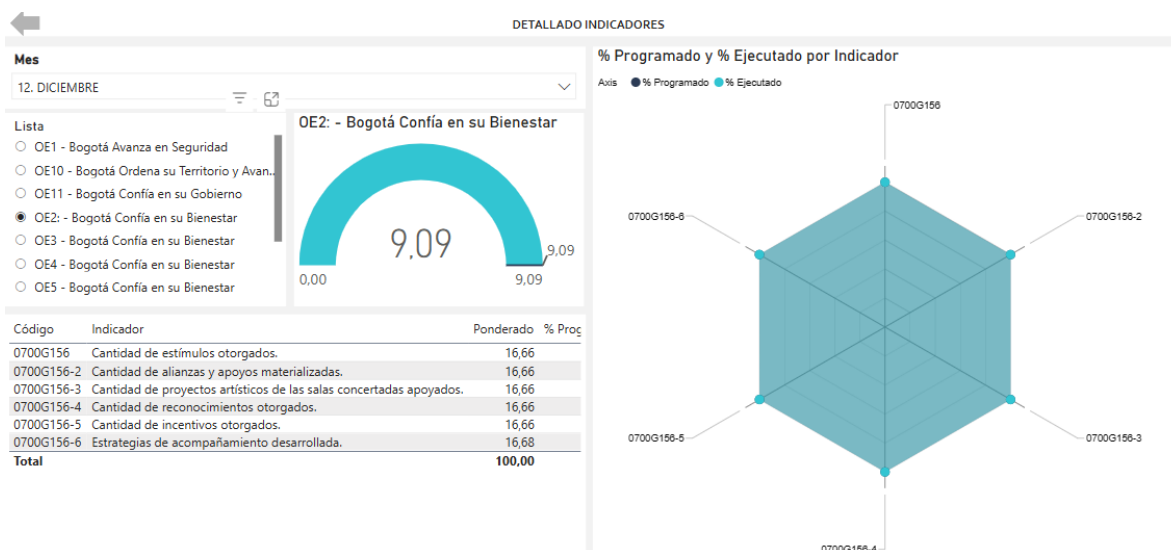 DETALLADO INDICADORES
Mes
12. DICIEMBRE
Lista
OE1 - Bogotá Avanza en Seguridad
OE10 - Bogotá Ordena su Territorio y Avan..
OE11 - Bogotá Confía en su Gobierno
OE2: - Bogotá Confía en su Bienestar
OE3 - Bogotá Confía en su Bienestar
OE4 - Bogotá Confía en su Bienestar
OE5 - Bogotá Confía en su Bienestar
OE2: - Bogotá Confía en su Bienestar
9,09
9,09
0,00
9,09
Código Indicador Ponderado % Prog
0700G156 Cantidad de estímulos otorgados. 16,66
0700G156-2 Cantidad de alianzas y apoyos materializadas. 16,66
0700G156-3 Cantidad de proyectos artísticos de las salas concertadas apoyados. 16,66
0700G156-4 Cantidad de reconocimientos otorgados. 16,66
0700G156-5 Cantidad de incentivos otorgados. 16,66
0700G156-6 Estrategias de acompañamiento desarrollada. 16,68
Total 100,00
% Programado y % Ejecutado por Indicador
Axis % Programado % Ejecutado
0700G156
0700G156-6
0700G156-2
0700G156-5
0700G156-3
0700G156-4